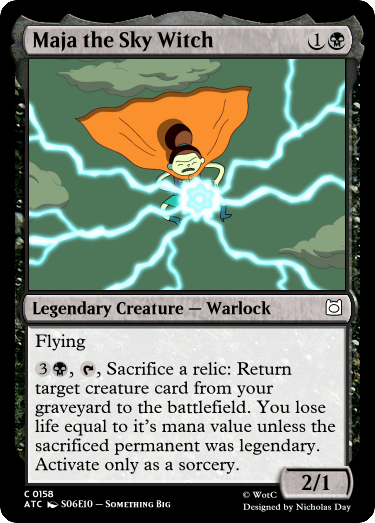 Maja the Sky Witch 1
Legendary Creature — Warlock
Flying
3, , Sacrifice a relic: Return
target creature card from your
graveyard to the battlefield. You lose
life equal to it's mana value unless the
sacrificed permanent was legendary.
Activate only as a sorcery.
2/1
C 0158
ATC S06E10 — Something Big
© WotC
Designed by Nicholas Day